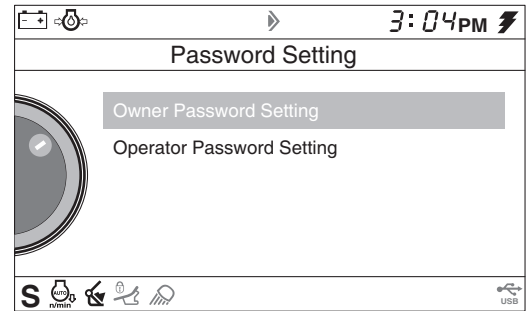 3:04PM
Password Setting
Owner Password Setting
Operator Password Setting
S AUTO n/min USB